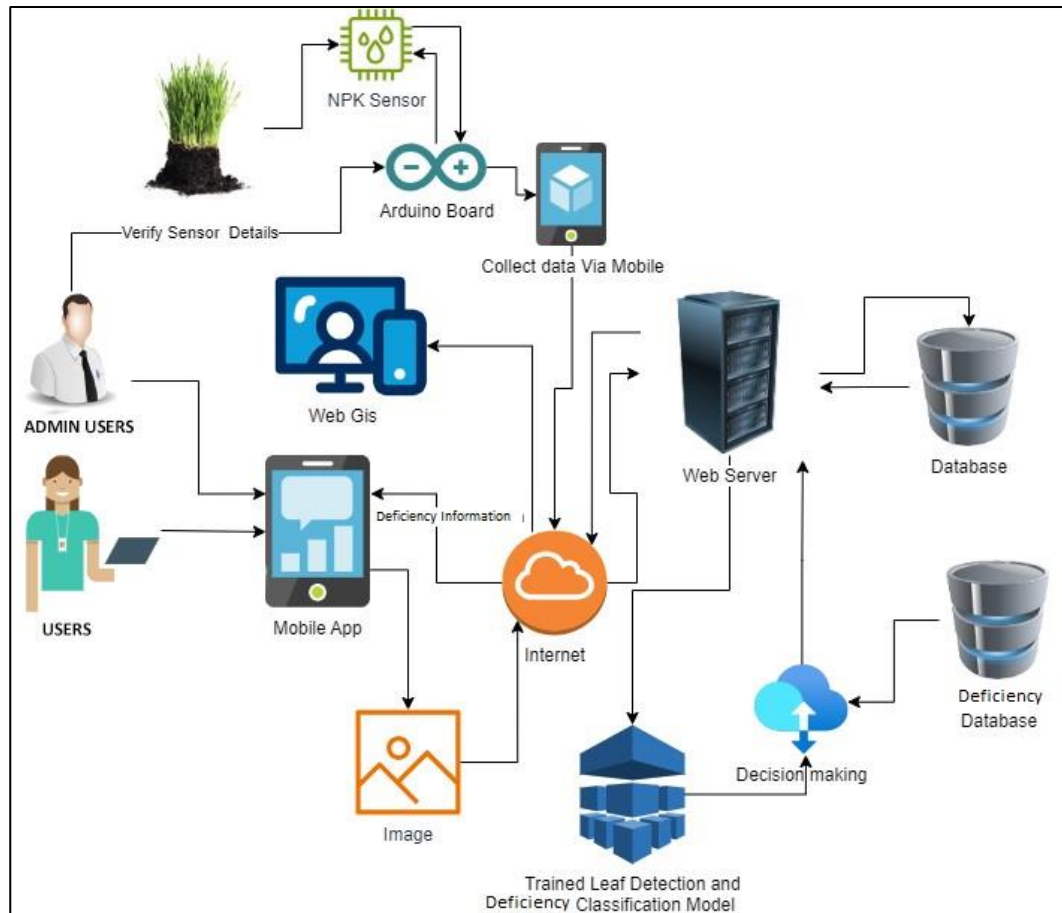 NPK Sensor
Arduino Board
Verify Sensor Details
Collect data Via Mobile
Web Gis
ADMIN USERS
Web Server
Database
Deficiency Information
USERS
Mobile App
Internet
Deficiency
Database
Decision making
Image
Trained Leaf Detection and
Deficiency Classification Model